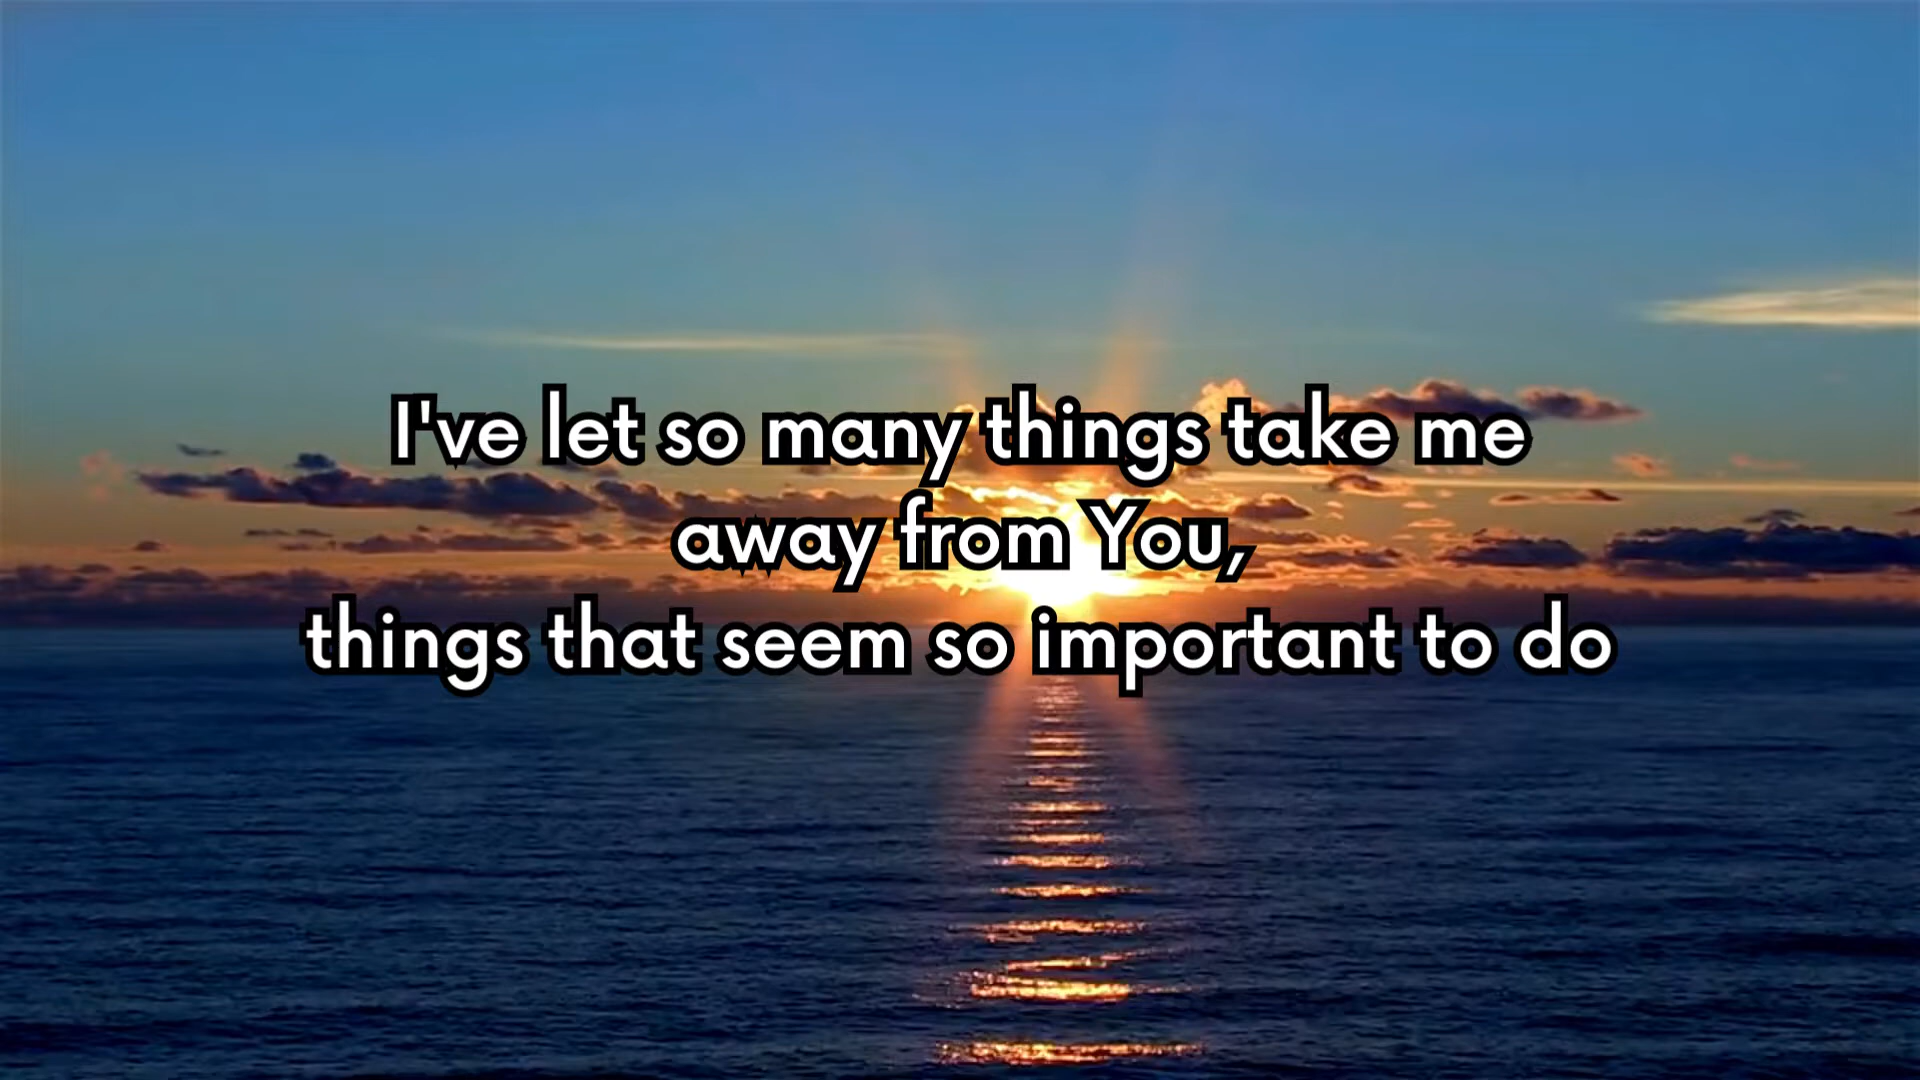 I've let so many things take me
away from You,
things that seem so important to do